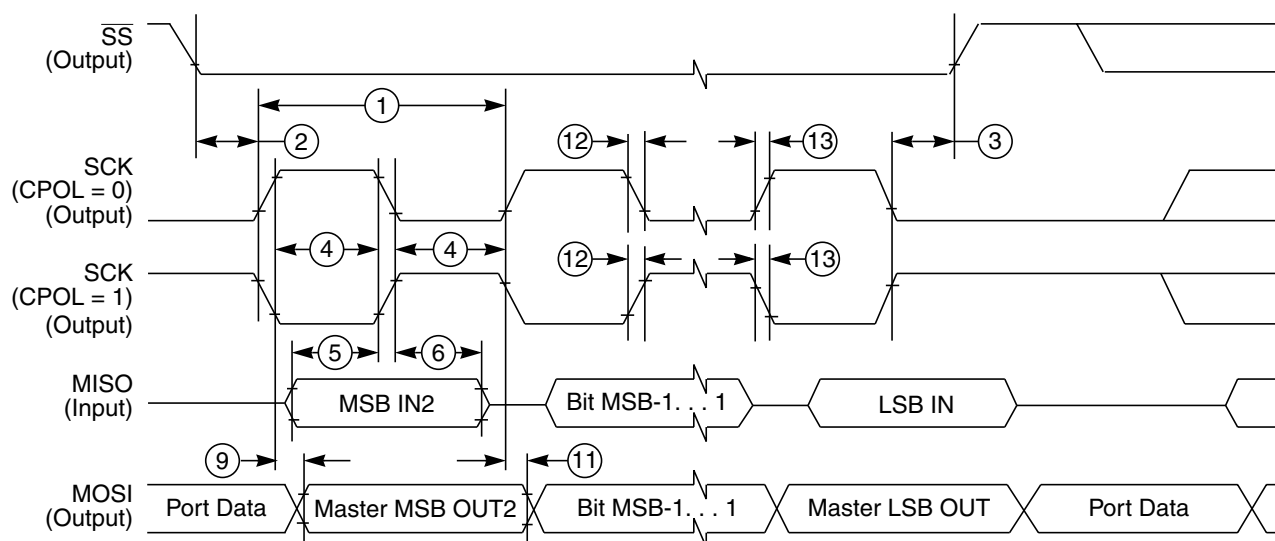 SS
(Output)
1
2
12
13
3
SCK
(CPOL = 0)
(Output)
4
4
SCK
(CPOL = 1)
(Output)
12
13
5
6
MISO
(Input)
MSB IN2
Bit MSB-1. . . 1
LSB IN
9
11
MOSI
(Output)
Port Data
Master MSB OUT2
Bit MSB-1. . . 1
Master LSB OUT
Port Data